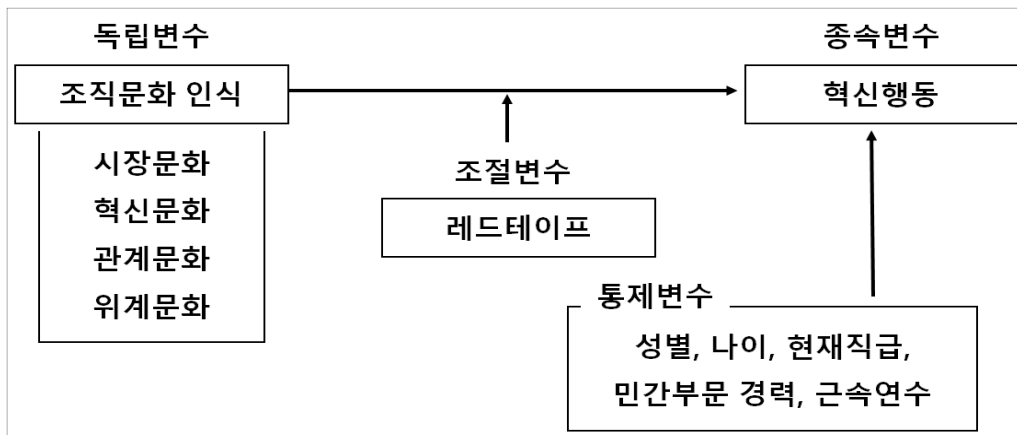 독립변수
종속변수
조직문화 인식
혁신행동
시장문화
혁신문화
관계문화
위계문화
조절변수
레드테이프
통제변수
성별, 나이, 현재직급,
민간부문 경력, 근속연수